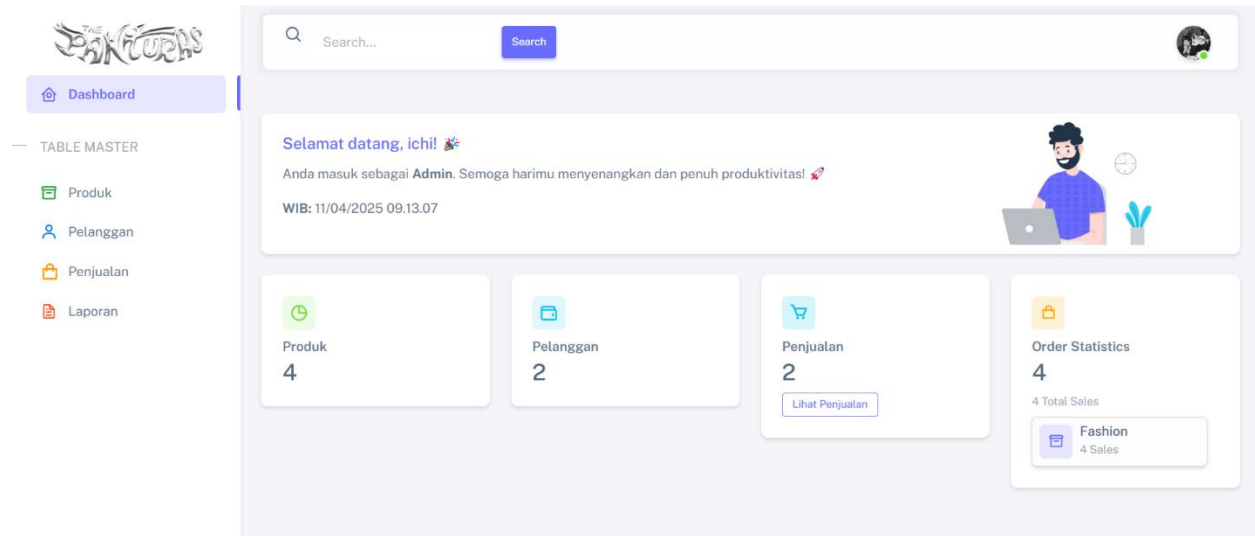 THE PANTURAS
Search...
Search
Dashboard
TABLE MASTER
Produk
Pelanggan
Penjualan
Laporan
Selamat datang, ichi! 🎉
Anda masuk sebagai Admin. Semoga harimu menyenangkan dan penuh produktivitas! 🚀
WIB: 11/04/2025 09.13.07
Produk
4
Pelanggan
2
Penjualan
2
Lihat Penjualan
Order Statistics
4
4 Total Sales
Fashion
4 Sales